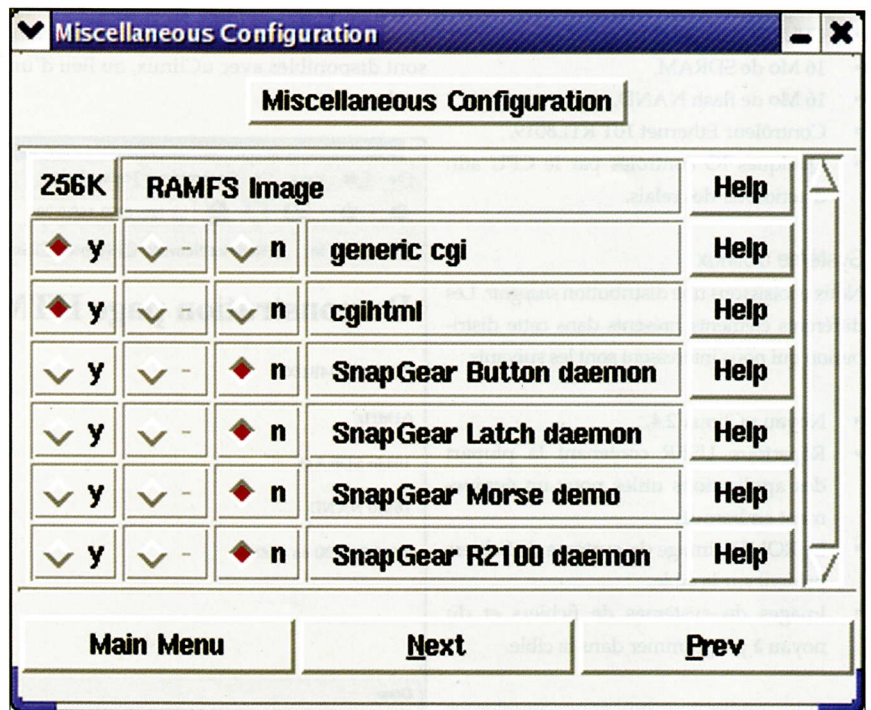 Miscellaneous Configuration
Miscellaneous Configuration
256K RAMFS Image Help
y - n generic cgi Help
y - n cgihtml Help
y - n SnapGear Button daemon Help
y - n SnapGear Latch daemon Help
y - n SnapGear Morse demo Help
y - n SnapGear R2100 daemon Help
Main Menu Next Prev